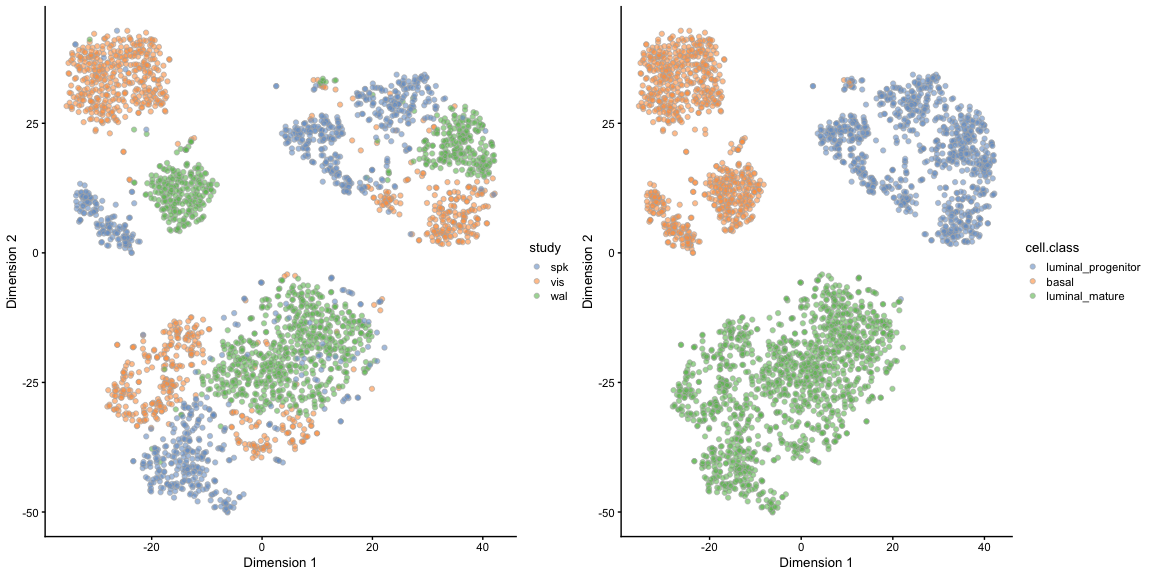 25
0
-25
-50
-20
0
20
40
Dimension 1
Dimension 2
study
spk
vis
wal
25
0
-25
-50
-20
0
20
40
Dimension 1
Dimension 2
cell.class
luminal_progenitor
basal
luminal_mature